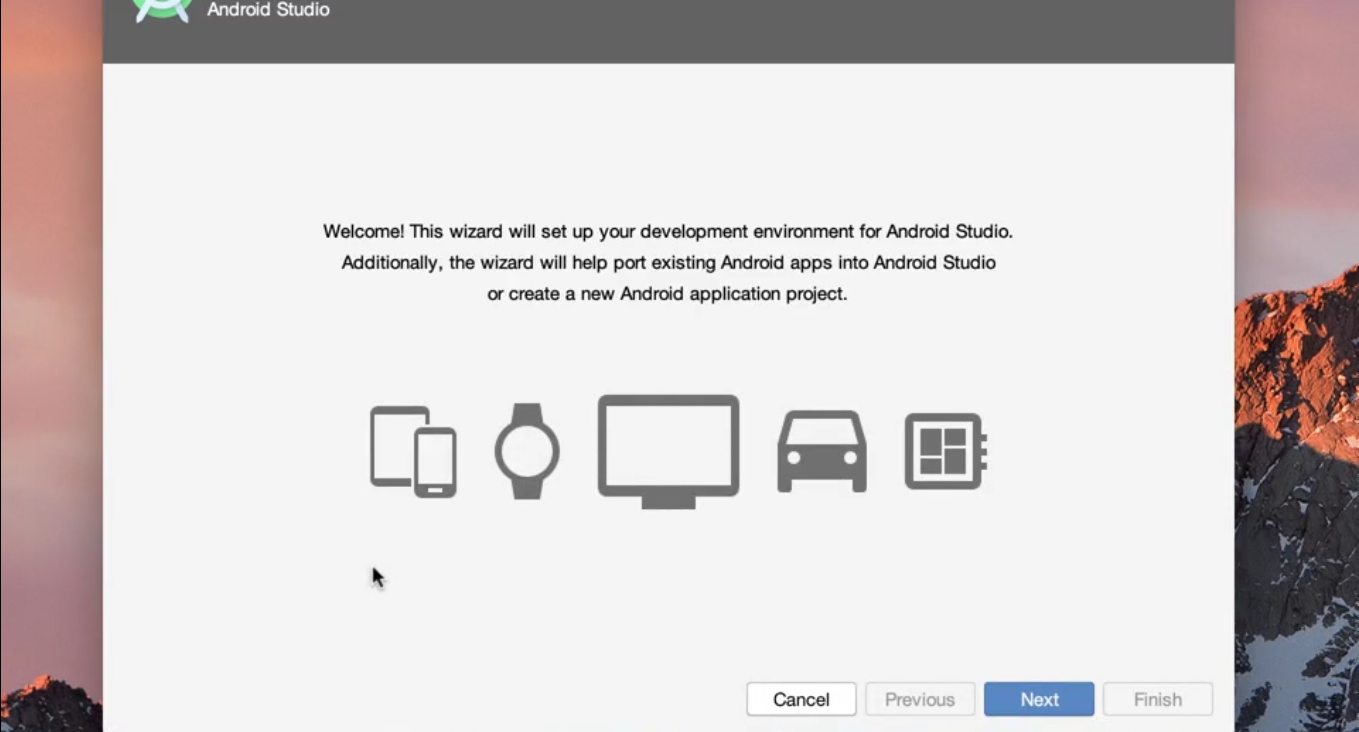 Android Studio
Welcome! This wizard will set up your development environment for Android Studio.
Additionally, the wizard will help port existing Android apps into Android Studio
or create a new Android application project.
Cancel
Previous
Next
Finish